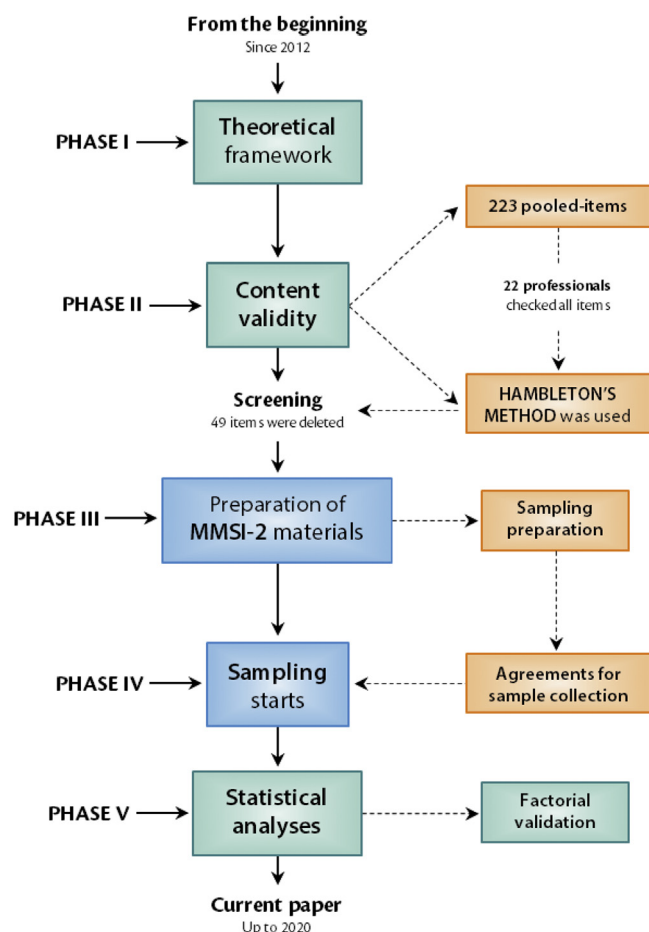 From the beginning
Since 2012
PHASE I
Theoretical
framework
223 pooled-items
PHASE II
Content
validity
22 professionals
checked all items
Screening
49 items were deleted
HAMBLETON'S
METHOD was used
PHASE III
Preparation of
MMSI-2 materials
Sampling
preparation
PHASE IV
Sampling
starts
Agreements for
sample collection
PHASE V
Statistical
analyses
Factorial
validation
Current paper
Up to 2020